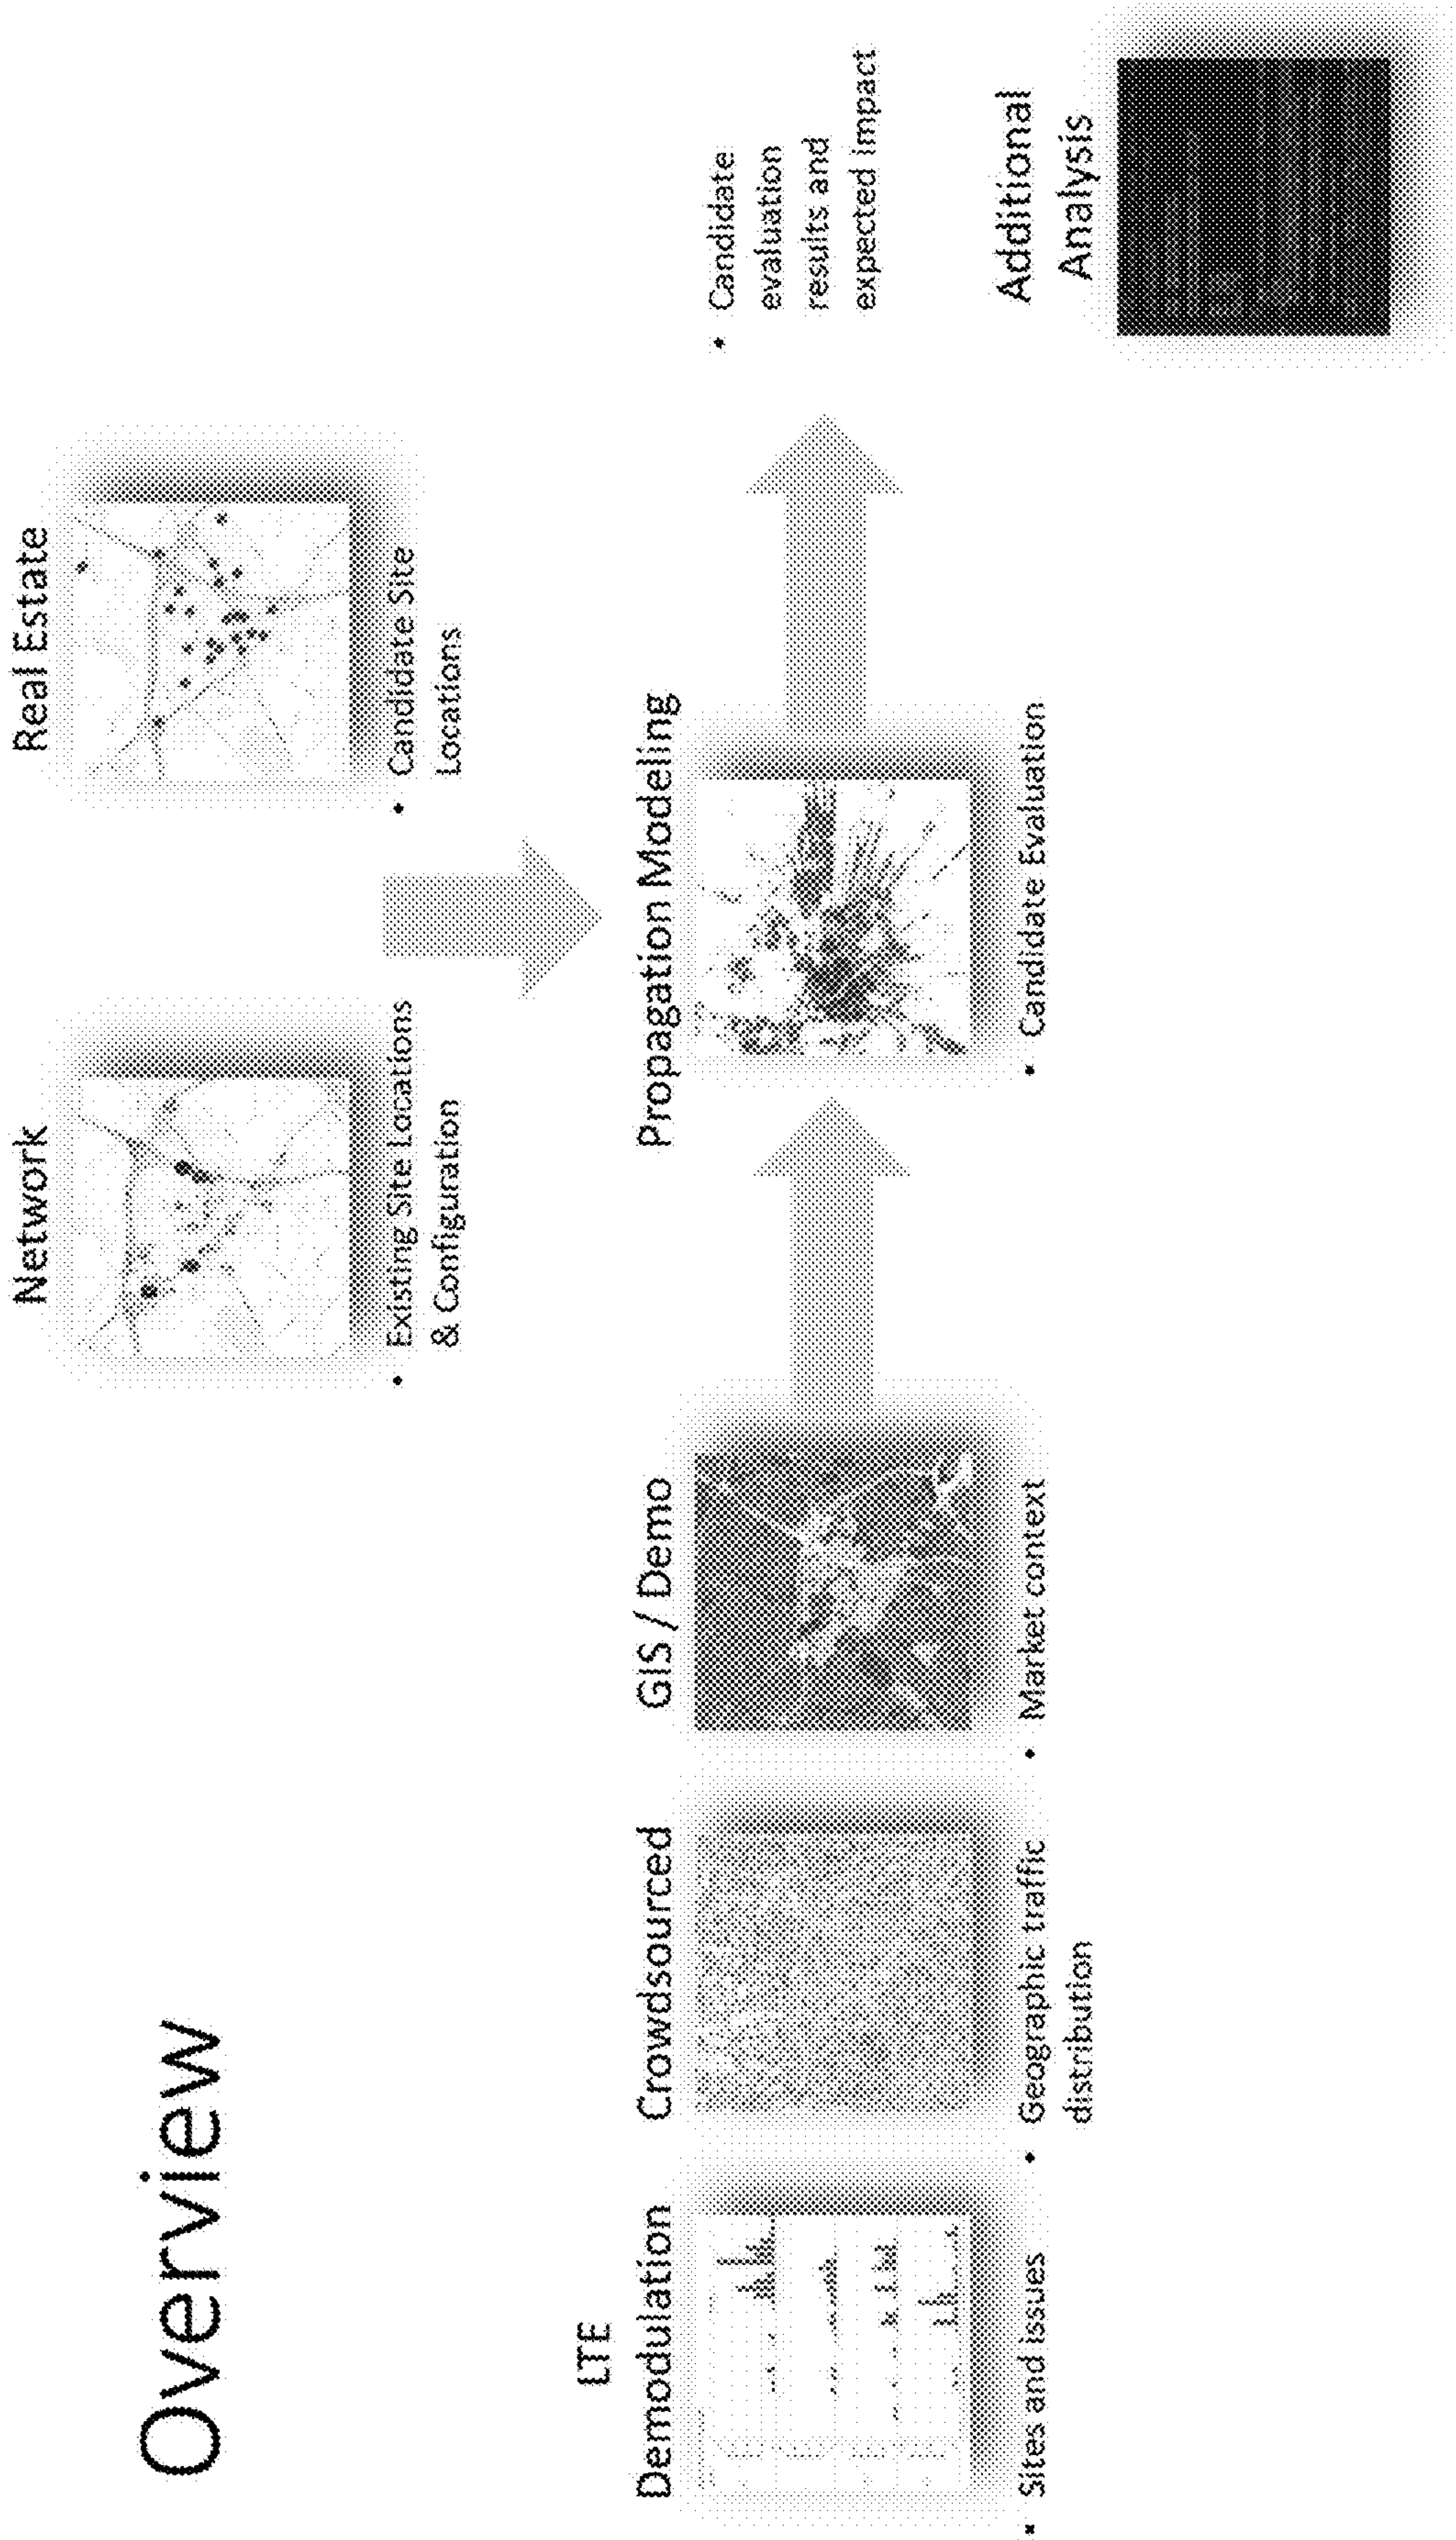 Overview
Network
• Existing Site Locations
& Configuration
Real Estate
• Candidate Site
Locations
LTE
Demodulation
• Sites and issues
Crowdsourced
• Geographic traffic
distribution
GIS / Demo
• Market context
Propagation Modeling
• Candidate Evaluation
• Candidate
evaluation
results and
expected impact
Additional
Analysis